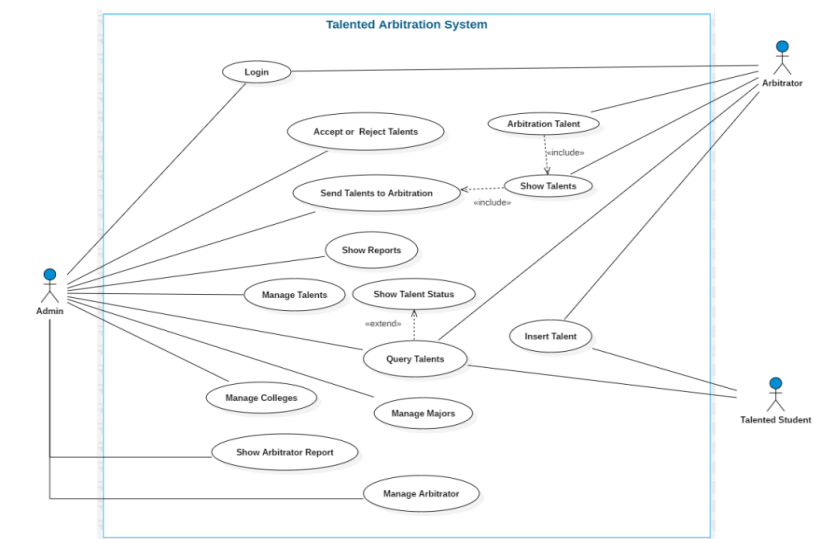 Talented Arbitration System
Login
Arbitrator
Accept or Reject Talents
Arbitration Talent
«include»
Send Talents to Arbitration
Show Talents
«include»
Show Reports
Admin
Manage Talents
Show Talent Status
«extend»
Insert Talent
Query Talents
Manage Colleges
Manage Majors
Talented Student
Show Arbitrator Report
Manage Arbitrator